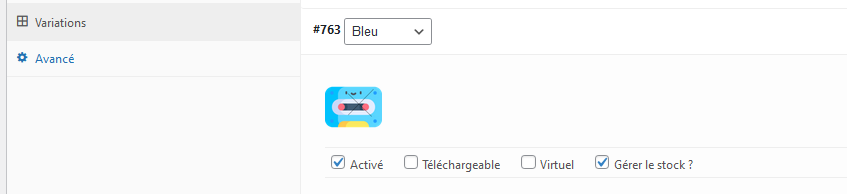 Variations
#763 Bleu
Avancé
Activé Téléchargeable Virtuel Gérer le stock ?